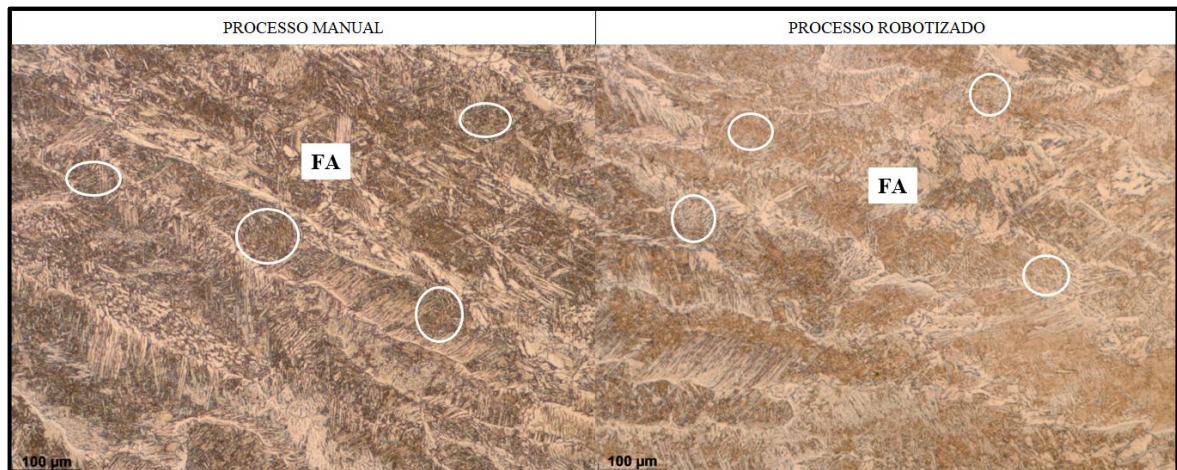 PROCESSO MANUAL
PROCESSO ROBOTIZADO
FA
FA
100 µm
100 µm